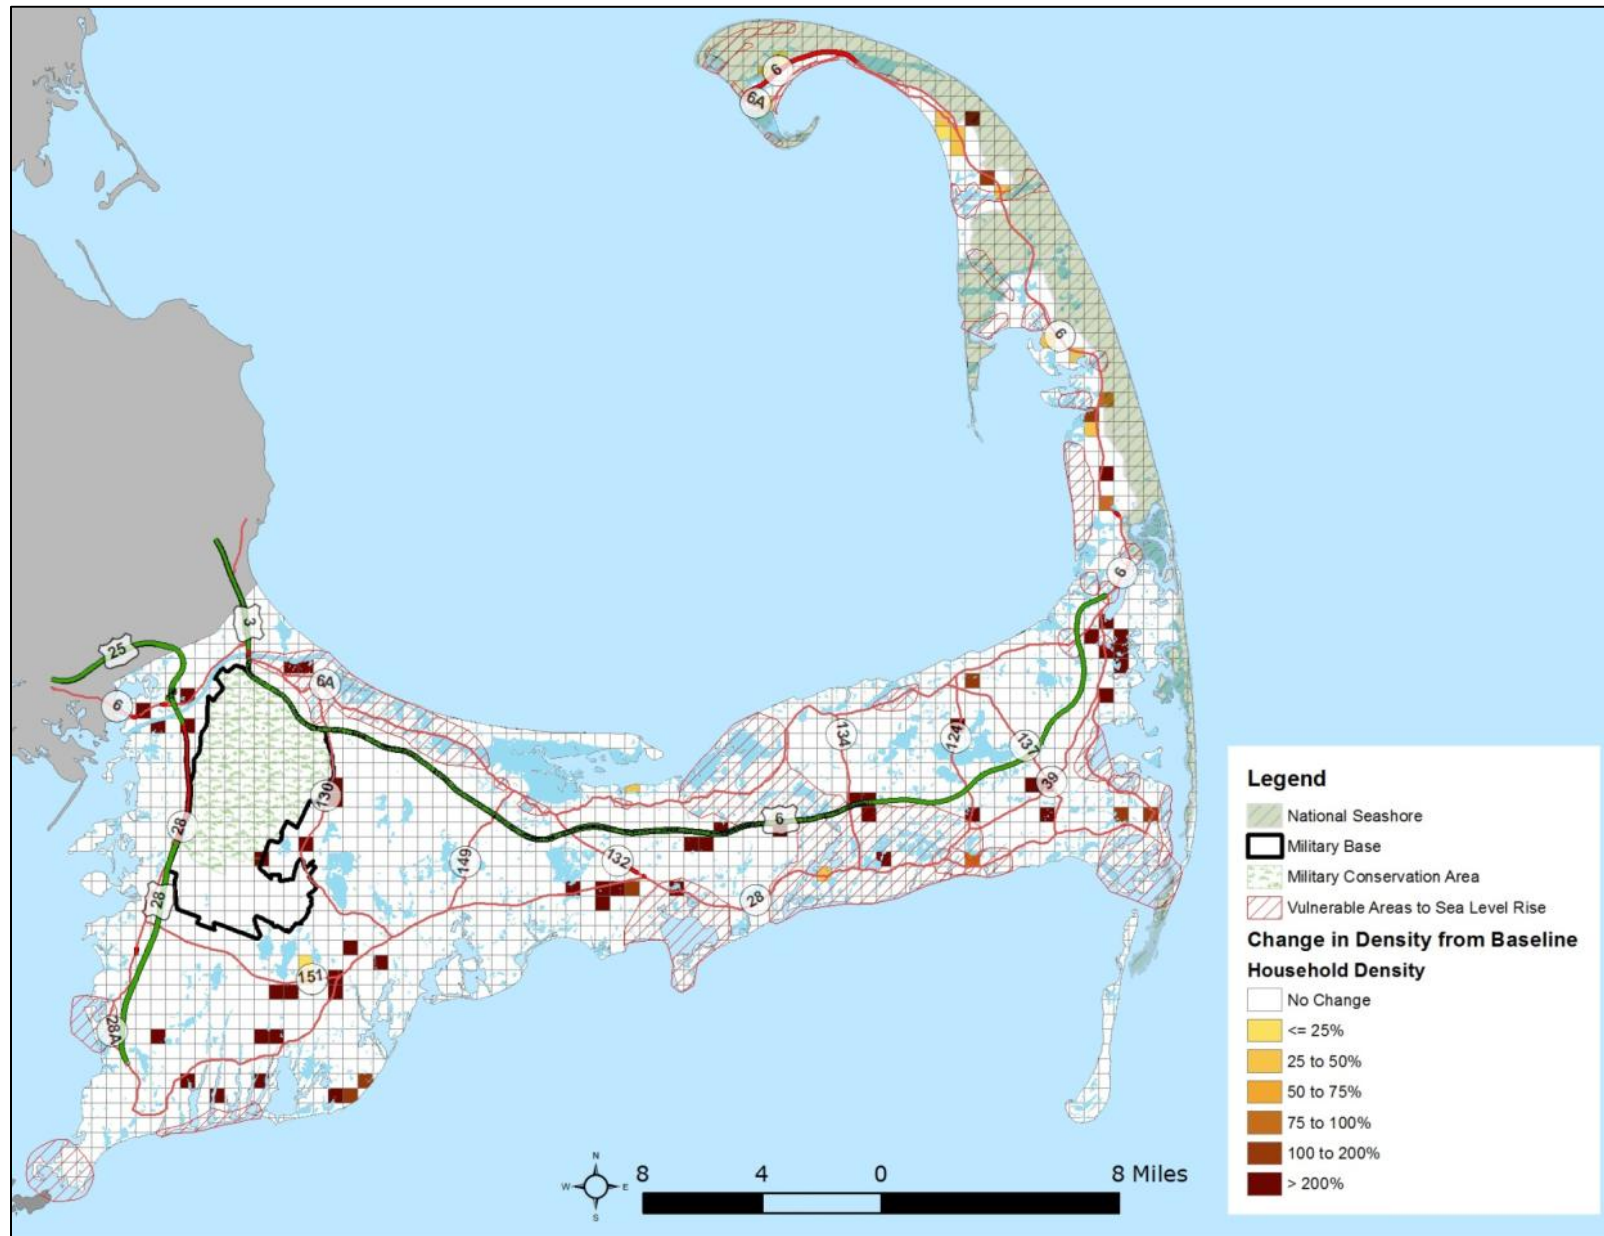 6
6A
6
6
3
25
6
6A
134
124
137
39
130
28
6
149
132
28
28
151
28A
Legend
National Seashore
Military Base
Military Conservation Area
Vulnerable Areas to Sea Level Rise
Change in Density from Baseline
Household Density
No Change
<= 25%
25 to 50%
50 to 75%
75 to 100%
100 to 200%
> 200%
N
W E
S
8 4 0 8 Miles